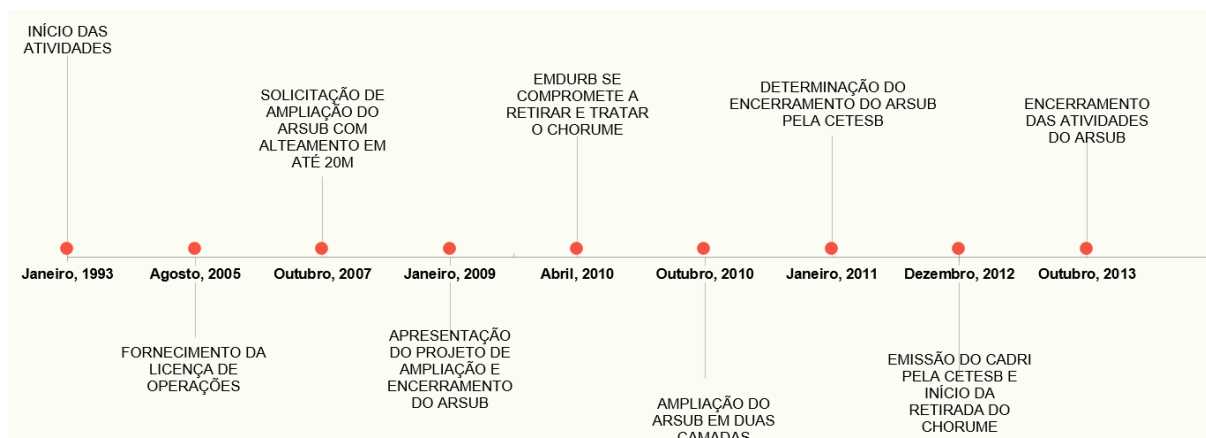 INÍCIO DAS
ATIVIDADES
SOLICITAÇÃO DE
AMPLIAÇÃO DO
ARSUB COM
ALTEAMENTO EM
ATÉ 20M
EMDURB SE
COMPROMETE A
RETIRAR E TRATAR
O CHORUME
DETERMINAÇÃO DO
ENCERRAMENTO DO ARSUB
PELA CETESB
ENCERRAMENTO
DAS ATIVIDADES
DO ARSUB
Janeiro, 1993
Agosto, 2005
Outubro, 2007
Janeiro, 2009
Abril, 2010
Outubro, 2010
Janeiro, 2011
Dezembro, 2012
Outubro, 2013
FORNECIMENTO DA
LICENÇA DE
OPERAÇÕES
APRESENTAÇÃO
DO PROJETO DE
AMPLIAÇÃO E
ENCERRAMENTO
DO ARSUB
AMPLIAÇÃO DO
ARSUB EM DUAS
CAMADAS
EMISSÃO DO CADRI
PELA CETESB E
INÍCIO DA
RETIRADA DO
CHORUME